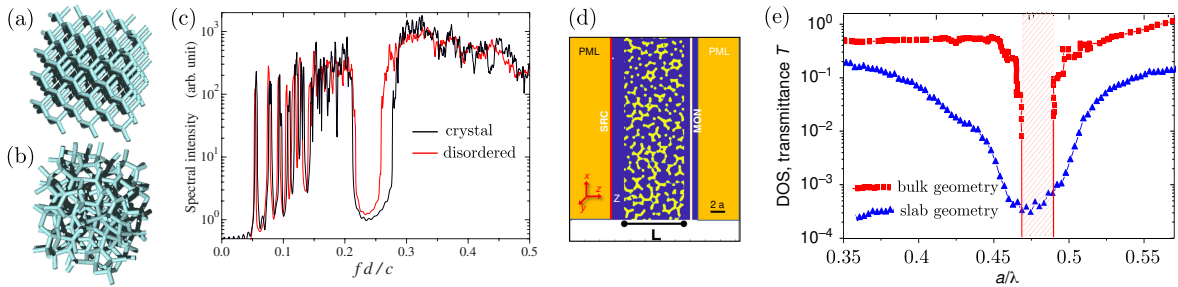 (a)
(b)
(c)
Spectral intensity (arb. unit)
10³
10²
10¹
10⁰
crystal
disordered
0.0
0.1
0.2
0.3
0.4
0.5
f d / c
(d)
PML
PML
SRC
MON
x
z
y
Z
2 a
L
(e)
DOS, transmittance T
10⁰
10⁻¹
10⁻²
10⁻³
10⁻⁴
bulk geometry
slab geometry
0.35
0.40
0.45
0.5
0.55
a/λ